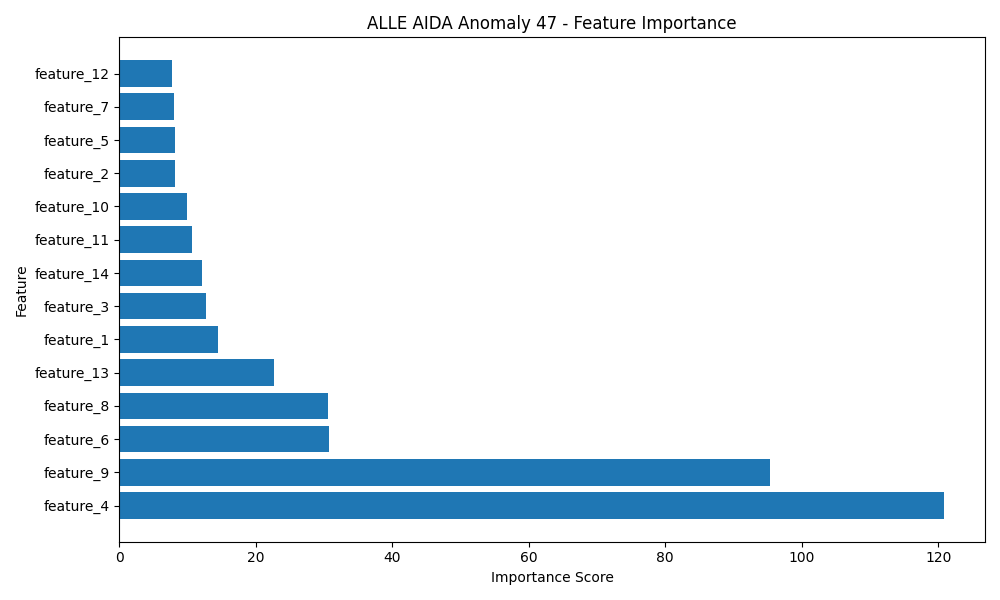 ALLE AIDA Anomaly 47 - Feature Importance
feature_12
feature_7
feature_5
feature_2
feature_10
feature_11
feature_14
feature_3
feature_1
feature_13
feature_8
feature_6
feature_9
feature_4
Feature
0 20 40 60 80 100 120
Importance Score